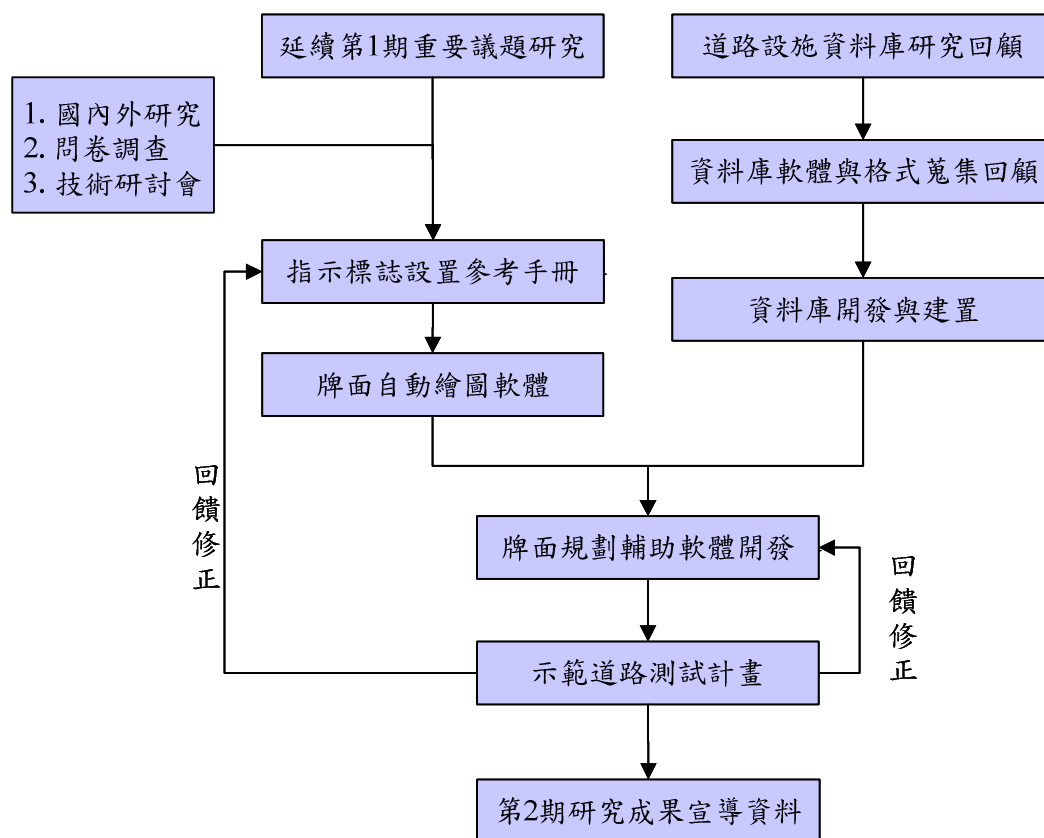 延續第1期重要議題研究
道路設施資料庫研究回顧
1. 國內外研究
2. 問卷調查
3. 技術研討會
資料庫軟體與格式蒐集回顧
指示標誌設置參考手冊
資料庫開發與建置
牌面自動繪圖軟體
回饋修正
牌面規劃輔助軟體開發
回饋修正
示範道路測試計畫
第2期研究成果宣導資料